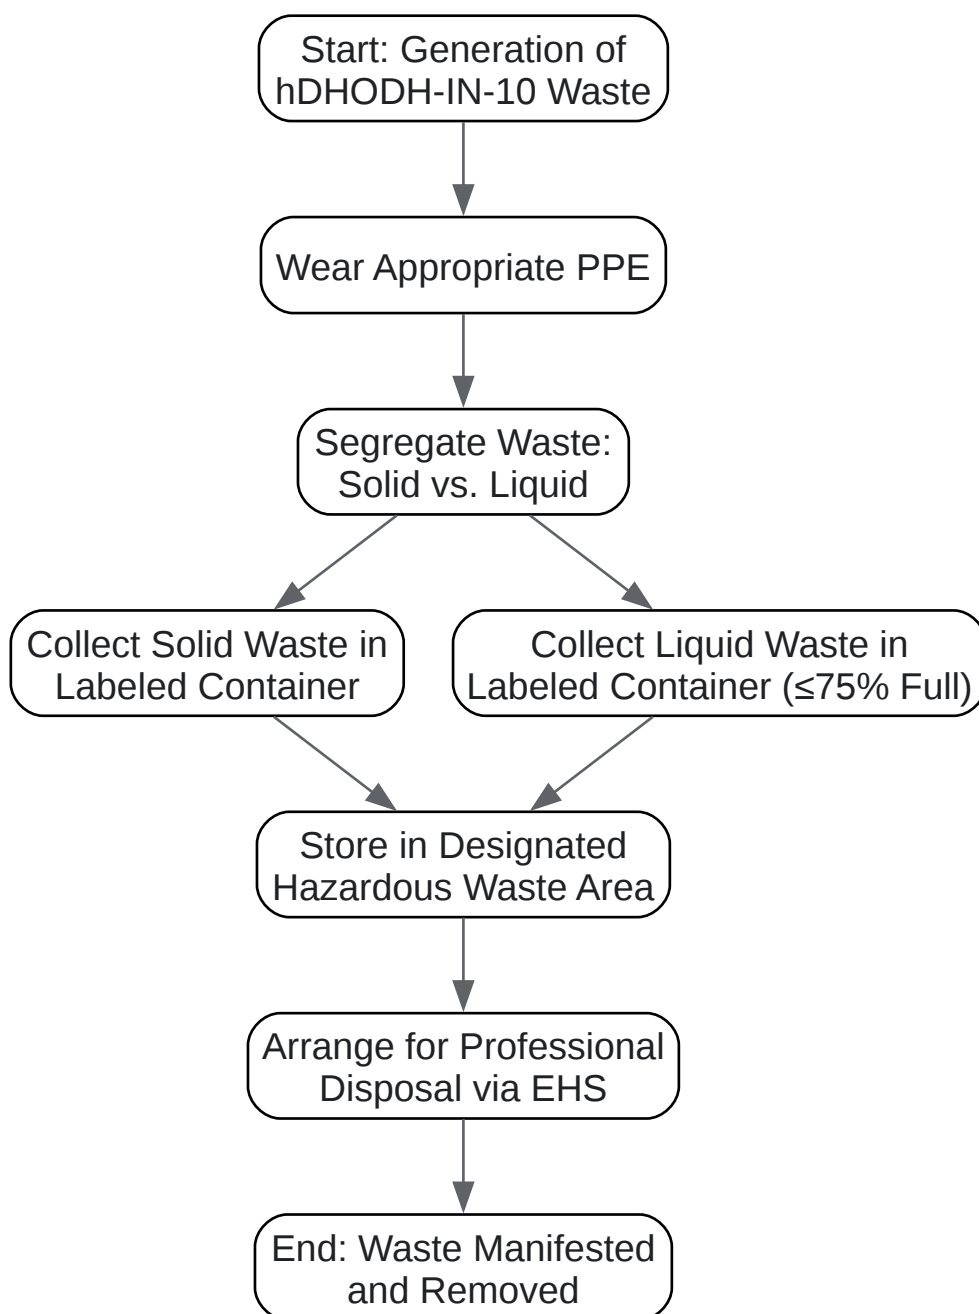 Start: Generation of
hDHODH-IN-10 Waste
Wear Appropriate PPE
Segregate Waste:
Solid vs. Liquid
Collect Solid Waste in
Labeled Container
Collect Liquid Waste in
Labeled Container (≤75% Full)
Store in Designated
Hazardous Waste Area
Arrange for Professional
Disposal via EHS
End: Waste Manifested
and Removed